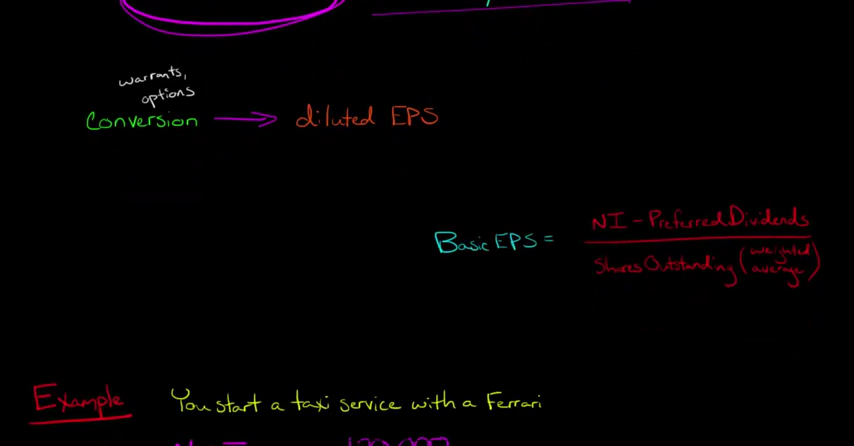 warrants,
options
Conversion → diluted EPS
Basic EPS = NI - Preferred Dividends
Shares Outstanding (weighted average)
Example You start a taxi service with a Ferrari